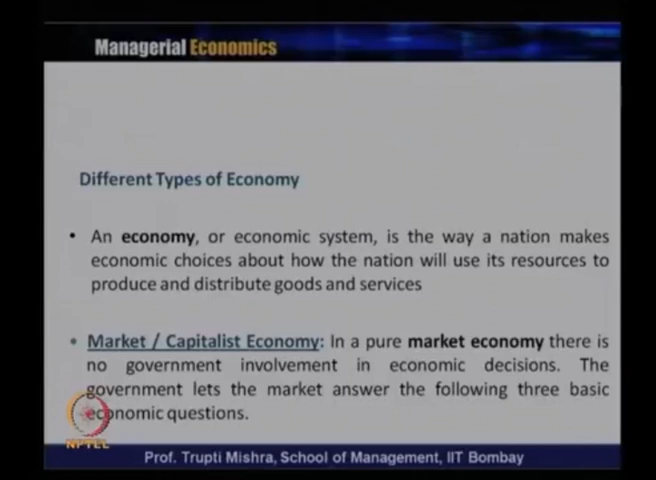 Managerial Economics
Different Types of Economy
• An economy, or economic system, is the way a nation makes
economic choices about how the nation will use its resources to
produce and distribute goods and services
• Market / Capitalist Economy: In a pure market economy there is
no government involvement in economic decisions. The
government lets the market answer the following three basic
economic questions.
NPTEL
Prof. Trupti Mishra, School of Management, IIT Bombay